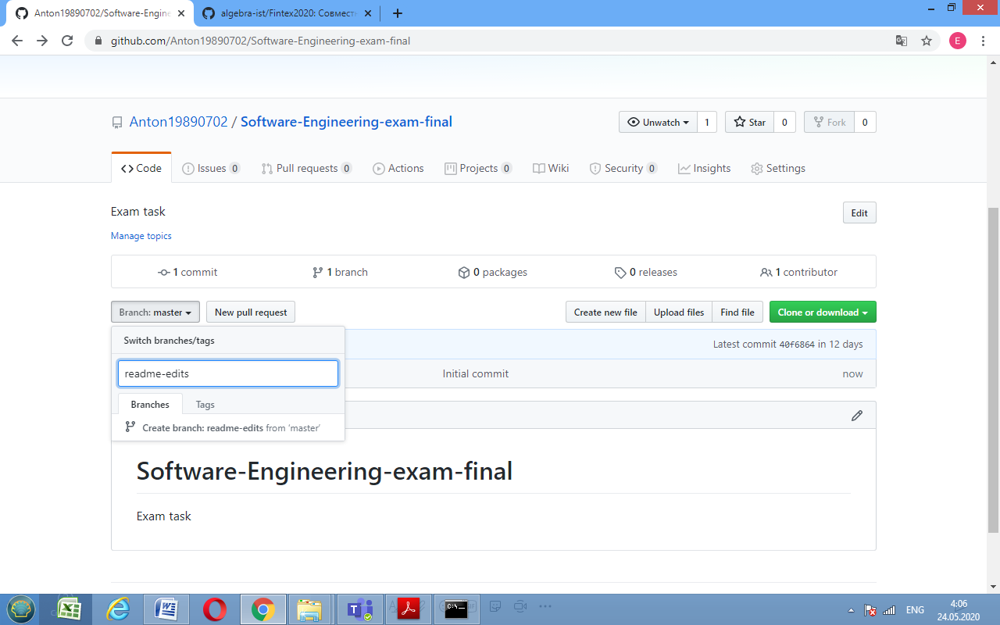 Anton19890702/Software-Engine
algebra-ist/Fintex2020: Совместн
github.com/Anton19890702/Software-Engineering-exam-final
E
Anton19890702 / Software-Engineering-exam-final
Unwatch 1
Star 0
Fork 0
Code
Issues 0
Pull requests 0
Actions
Projects 0
Wiki
Security 0
Insights
Settings
Exam task
Edit
Manage topics
1 commit
1 branch
0 packages
0 releases
1 contributor
Branch: master
New pull request
Create new file
Upload files
Find file
Clone or download
Switch branches/tags
Latest commit 40f6864 in 12 days
readme-edits
Initial commit
now
Branches
Tags
Create branch: readme-edits from ‘master’
Software-Engineering-exam-final
Exam task
C:\_
ENG
4:06
24.05.2020